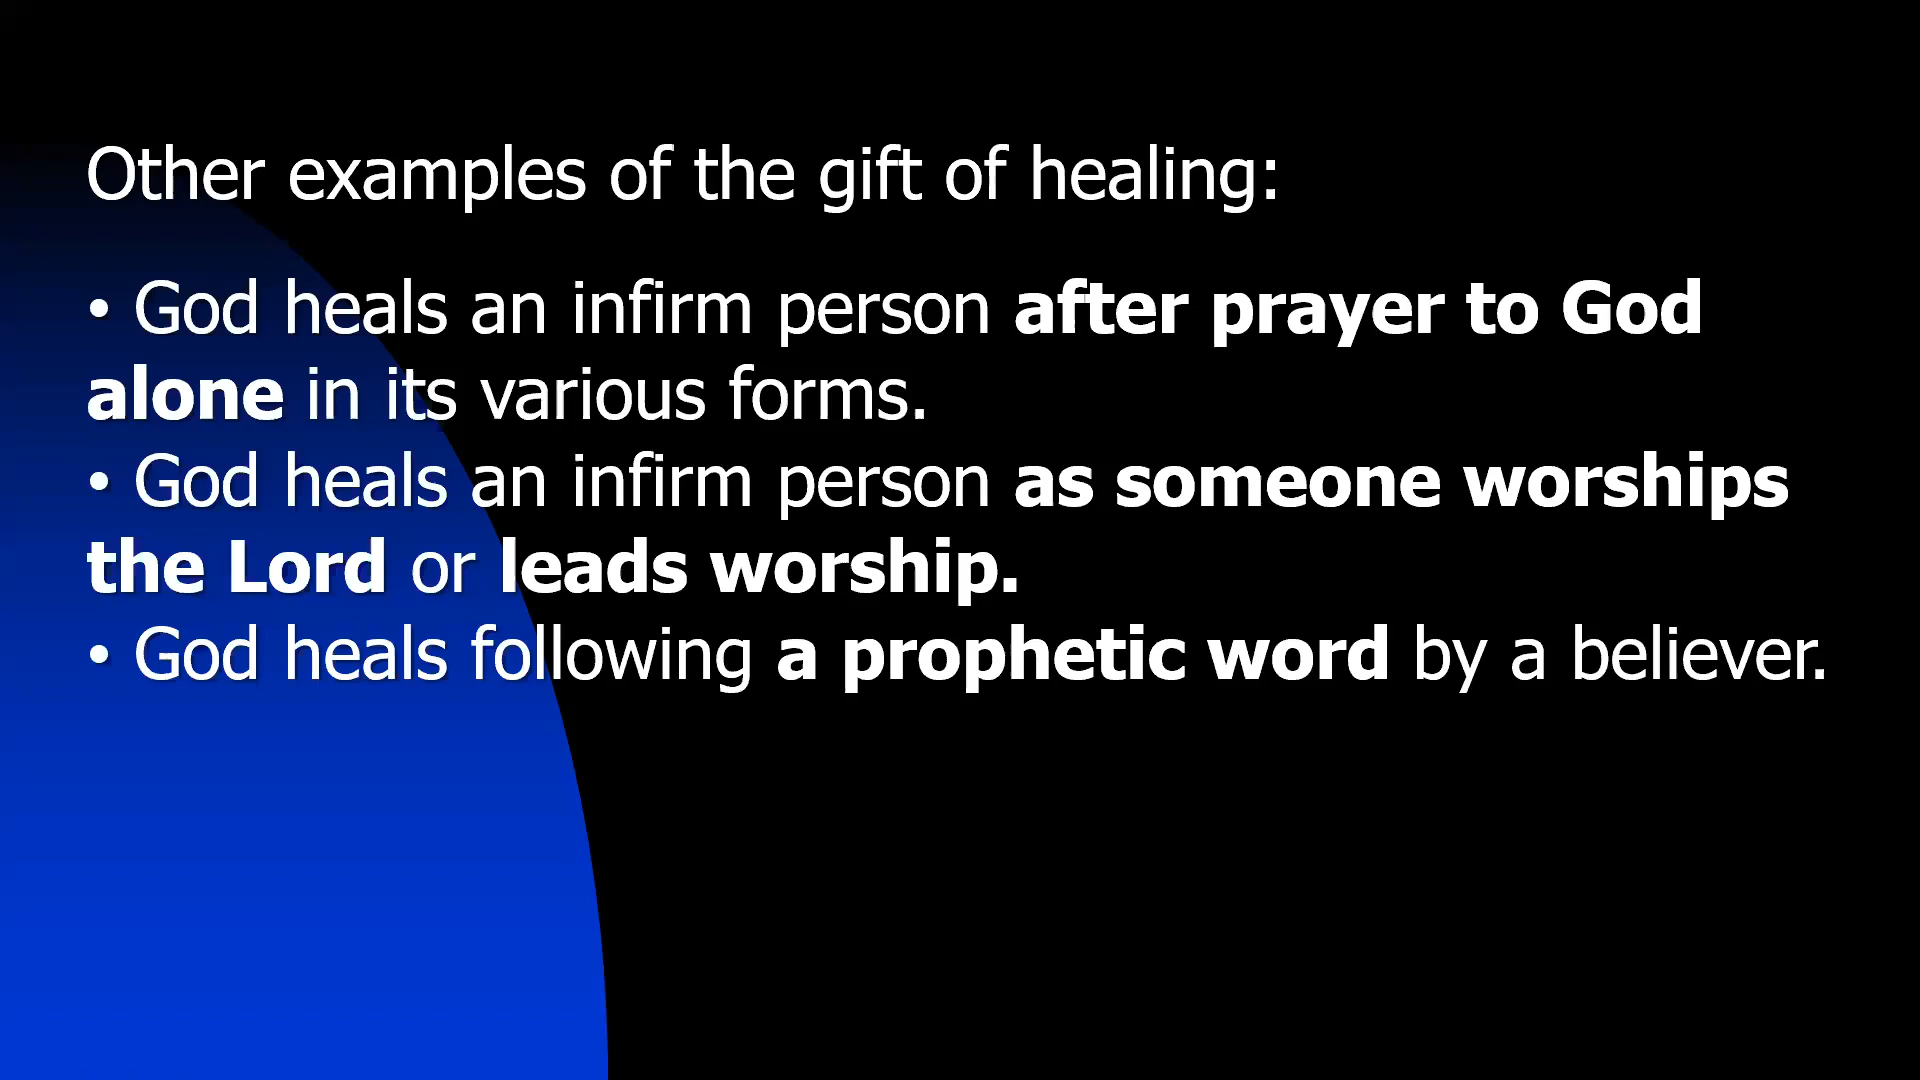 Other examples of the gift of healing:
• God heals an infirm person after prayer to God
alone in its various forms.
• God heals an infirm person as someone worships
the Lord or leads worship.
• God heals following a prophetic word by a believer.